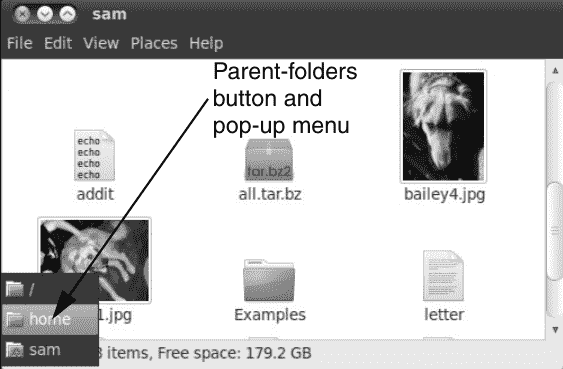 sam
File Edit View Places Help
Parent-folders
button and
pop-up menu
echo
echo
echo
echo
tar.bz2
addit
all.tar.bz
bailey4.jpg
1.jpg
Examples
letter
/
home
sam
items, Free space: 179.2 GB